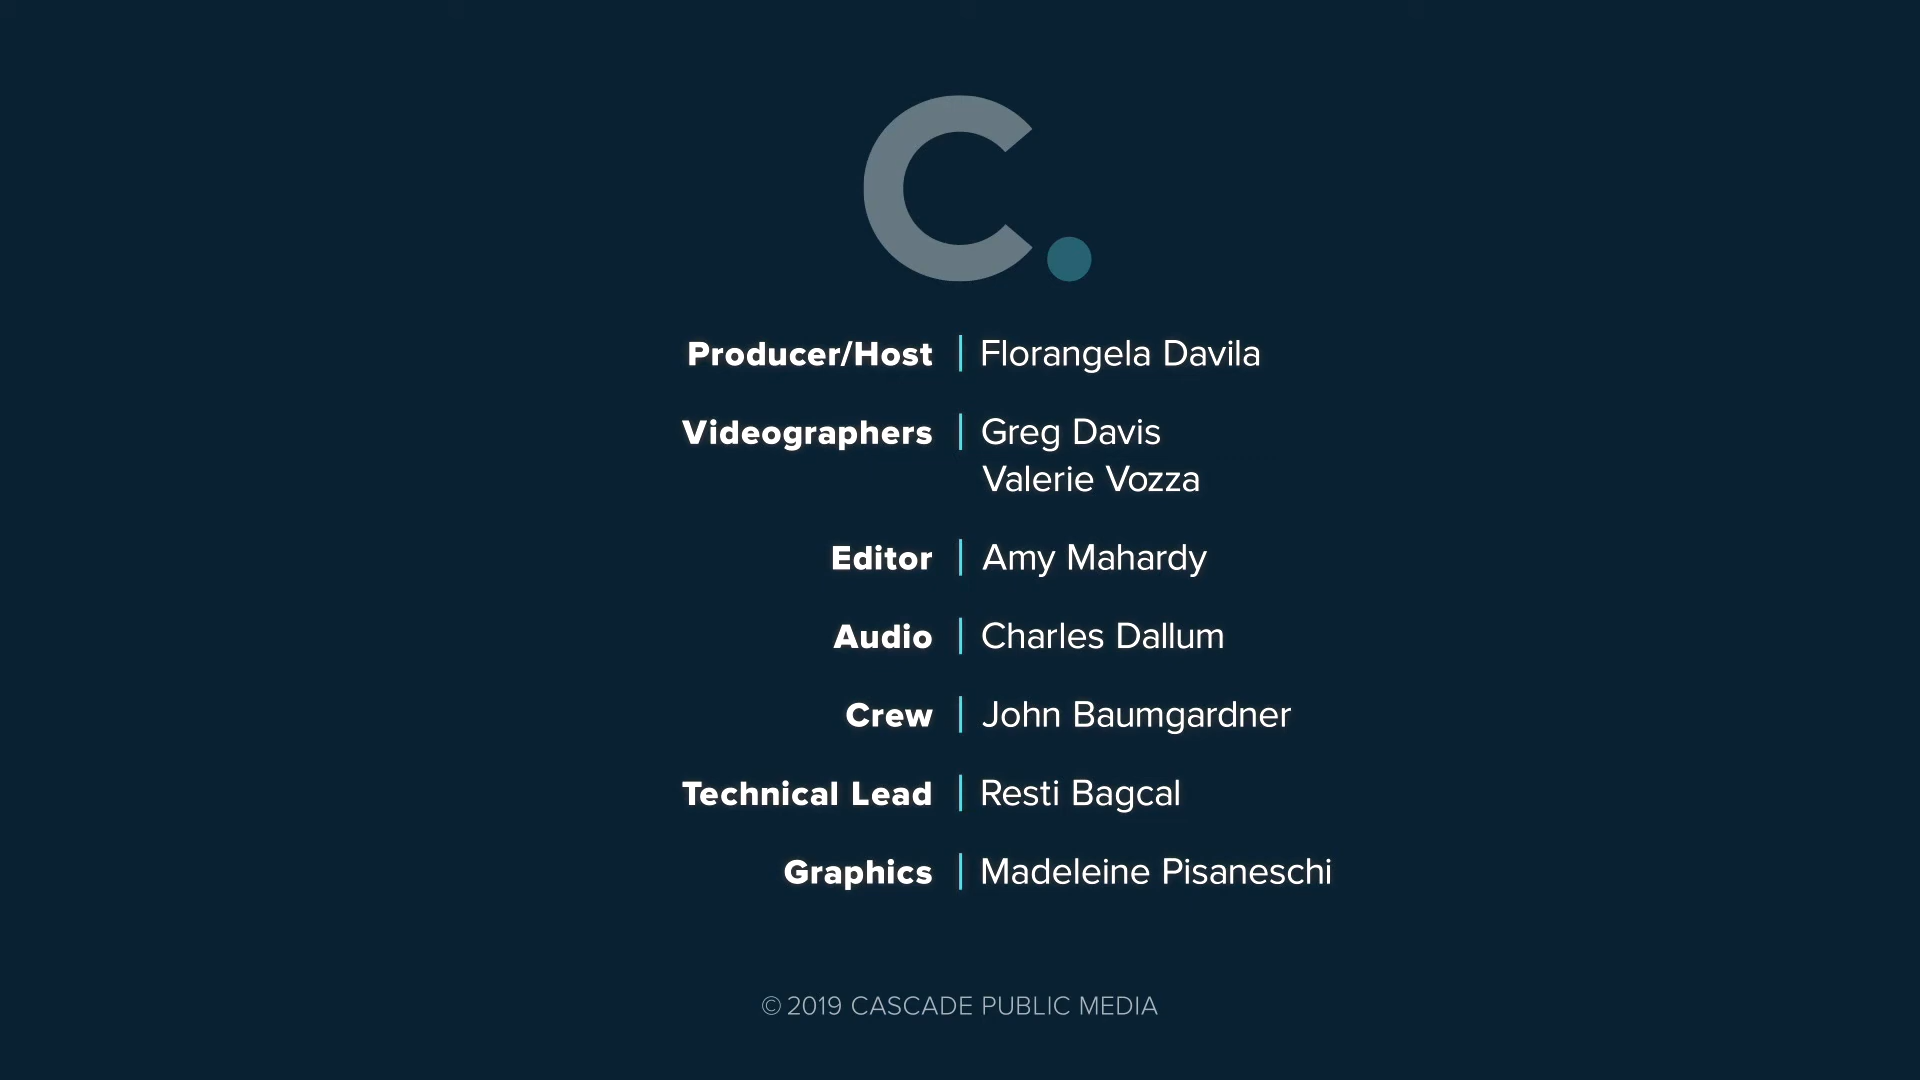 C.
Producer/Host | Florangela Davila
Videographers | Greg Davis
Valerie Vozza
Editor | Amy Mahardy
Audio | Charles Dallum
Crew | John Baumgardner
Technical Lead | Resti Bagcal
Graphics | Madeleine Pisaneschi
© 2019 CASCADE PUBLIC MEDIA